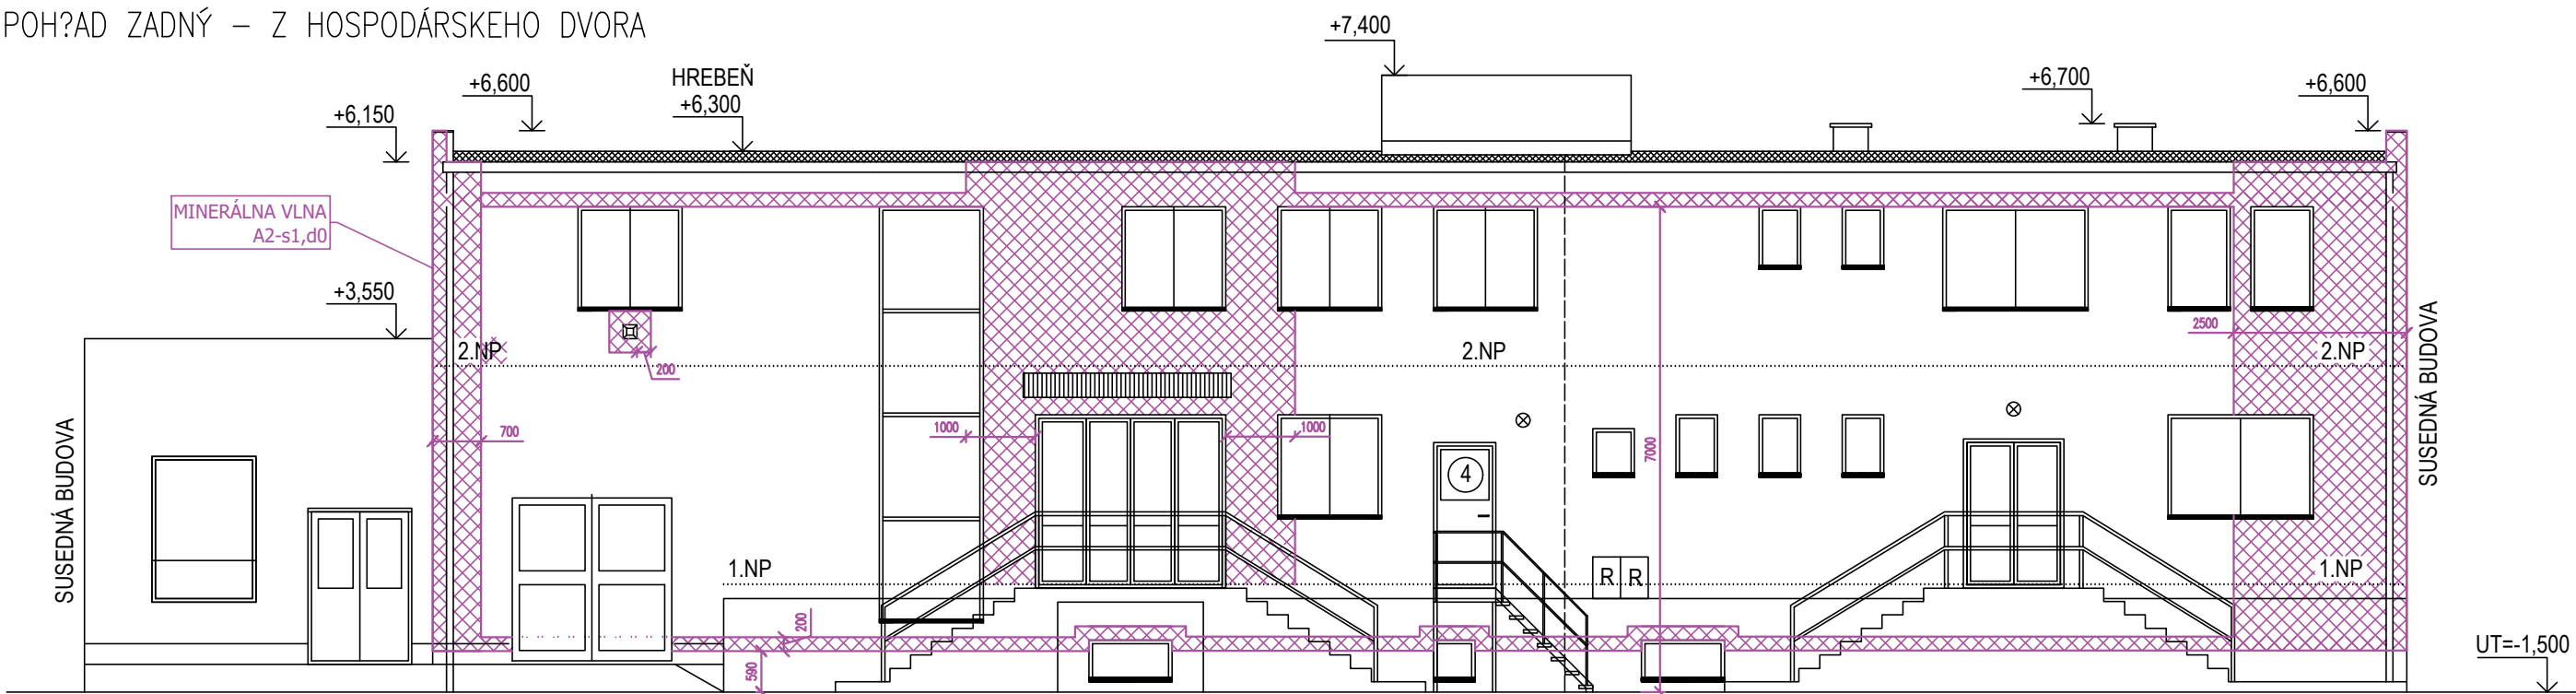 POH?AD ZADNÝ – Z HOSPODÁRSKEHO DVORA
+7,400
+6,600
HREBEŇ
+6,300
+6,700
+6,600
+6,150
MINERÁLNA VLNA
A2-s1,d0
+3,550
2.NP
200
2.NP
2500
2.NP
SUSEDNÁ BUDOVA
SUSEDNÁ BUDOVA
700
1000
1000
7000
4
1.NP
R R
1.NP
200
590
UT=-1,500